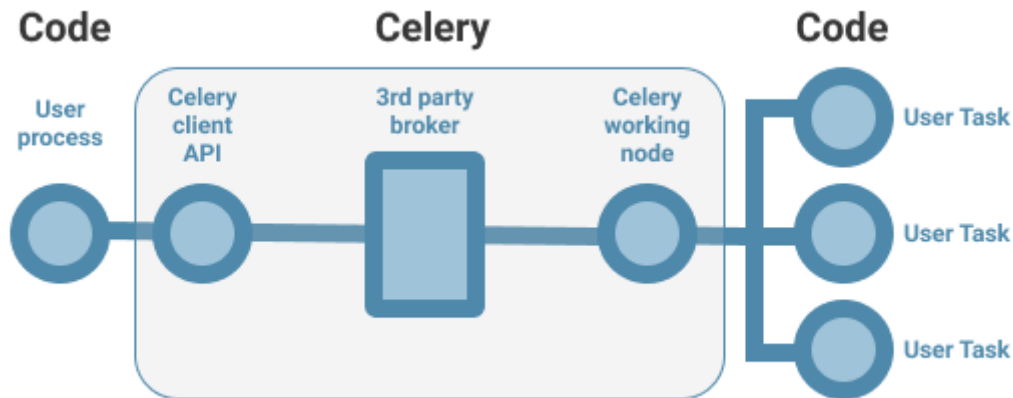 Code
Celery
Code
User
process
Celery
client
API
3rd party
broker
Celery
working
node
User Task
User Task
User Task